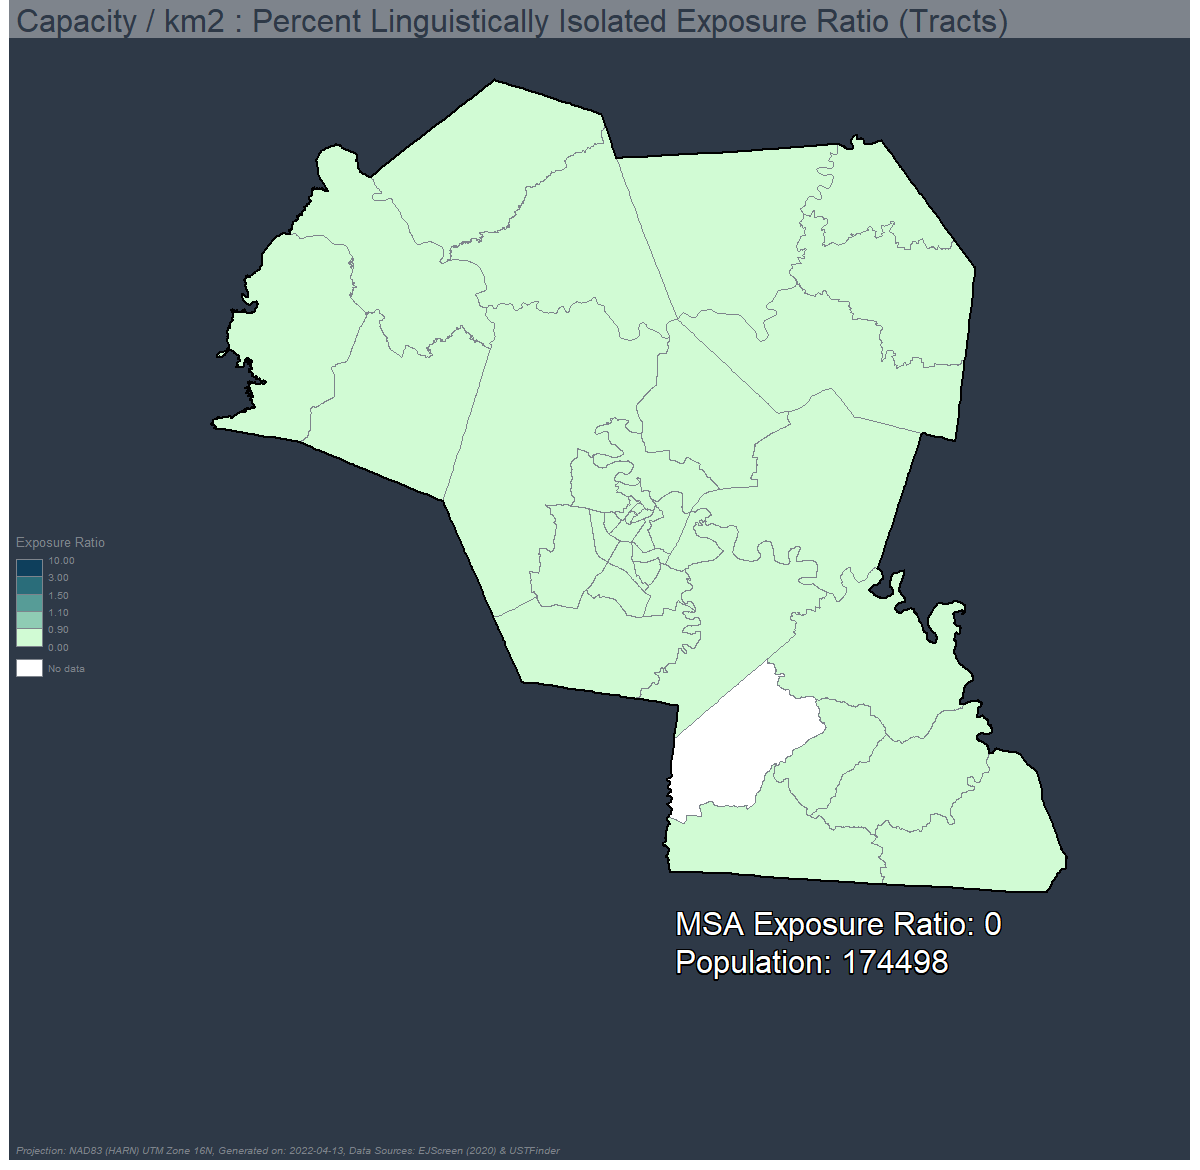 Capacity / km2 : Percent Linguistically Isolated Exposure Ratio (Tracts)
Exposure Ratio
10.00
3.00
1.50
1.10
0.90
0.00
No data
MSA Exposure Ratio: 0
Population: 174498
Projection: NAD83 (HARN) UTM Zone 16N, Generated on: 2022-04-13, Data Sources: EJScreen (2020) & USTFinder